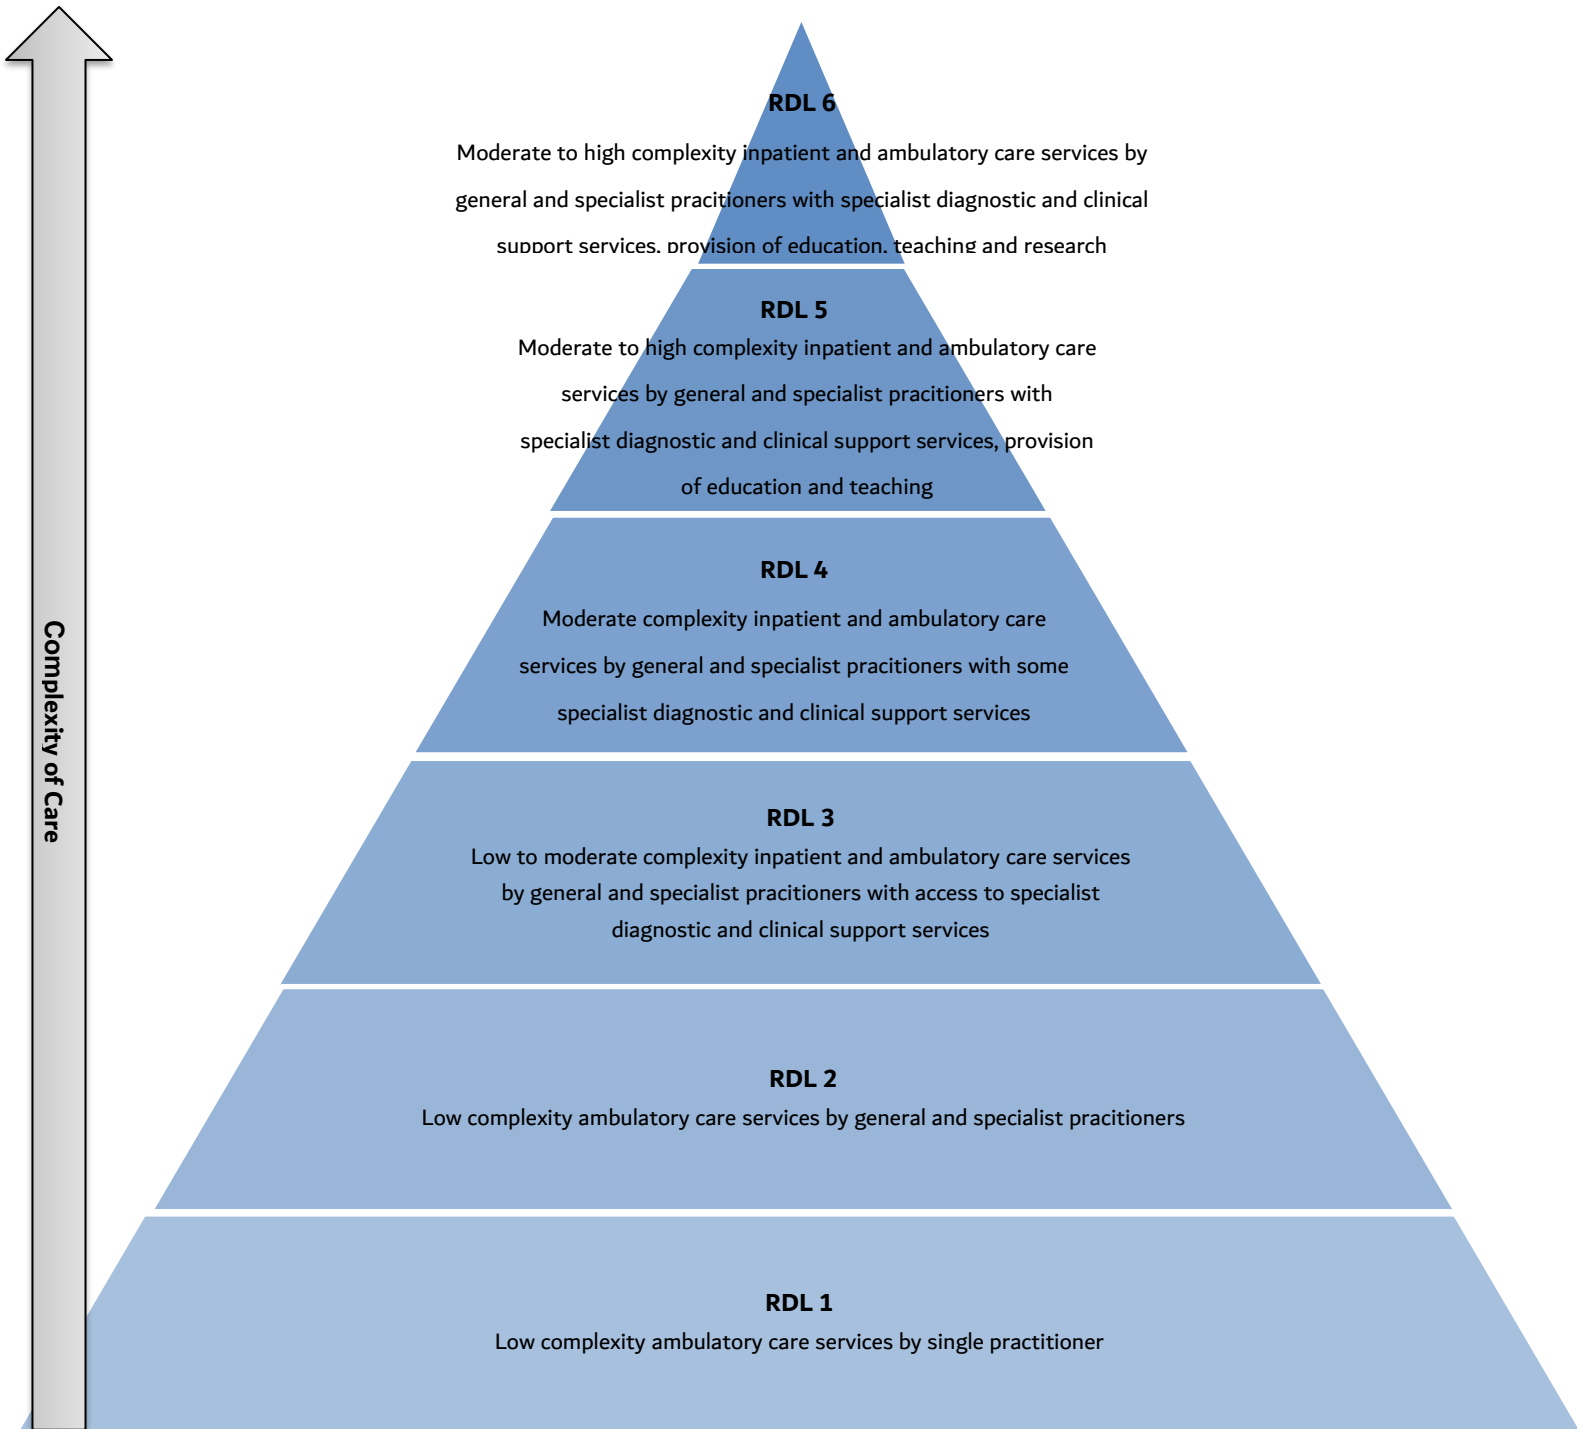 RDL 6
Moderate to high complexity inpatient and ambulatory care services by
general and specialist pracitioners with specialist diagnostic and clinical
support services, provision of education, teaching and research
RDL 5
Moderate to high complexity inpatient and ambulatory care
services by general and specialist pracitioners with
specialist diagnostic and clinical support services, provision
of education and teaching
RDL 4
Moderate complexity inpatient and ambulatory care
services by general and specialist pracitioners with some
specialist diagnostic and clinical support services
RDL 3
Low to moderate complexity inpatient and ambulatory care services
by general and specialist pracitioners with access to specialist
diagnostic and clinical support services
RDL 2
Low complexity ambulatory care services by general and specialist pracitioners
RDL 1
Low complexity ambulatory care services by single practitioner
Complexity of Care